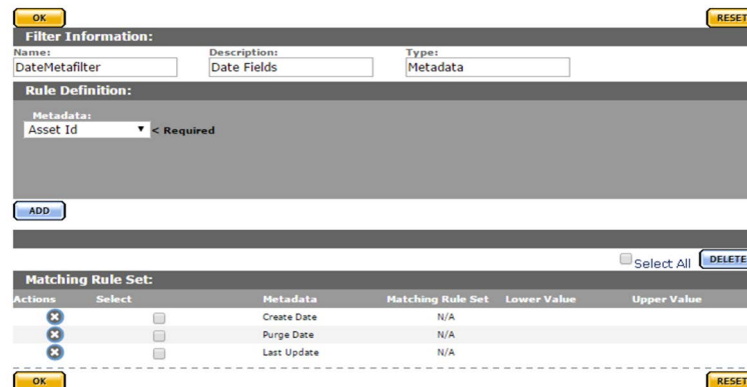 OK RESET
Filter Information:
Name: Description: Type:
DateMetafilter Date Fields Metadata
Rule Definition:
Metadata:
Asset Id < Required
ADD
Select All DELETE
Matching Rule Set:
Actions Select Metadata Matching Rule Set Lower Value Upper Value
Create Date N/A
Purge Date N/A
Last Update N/A
OK RESET